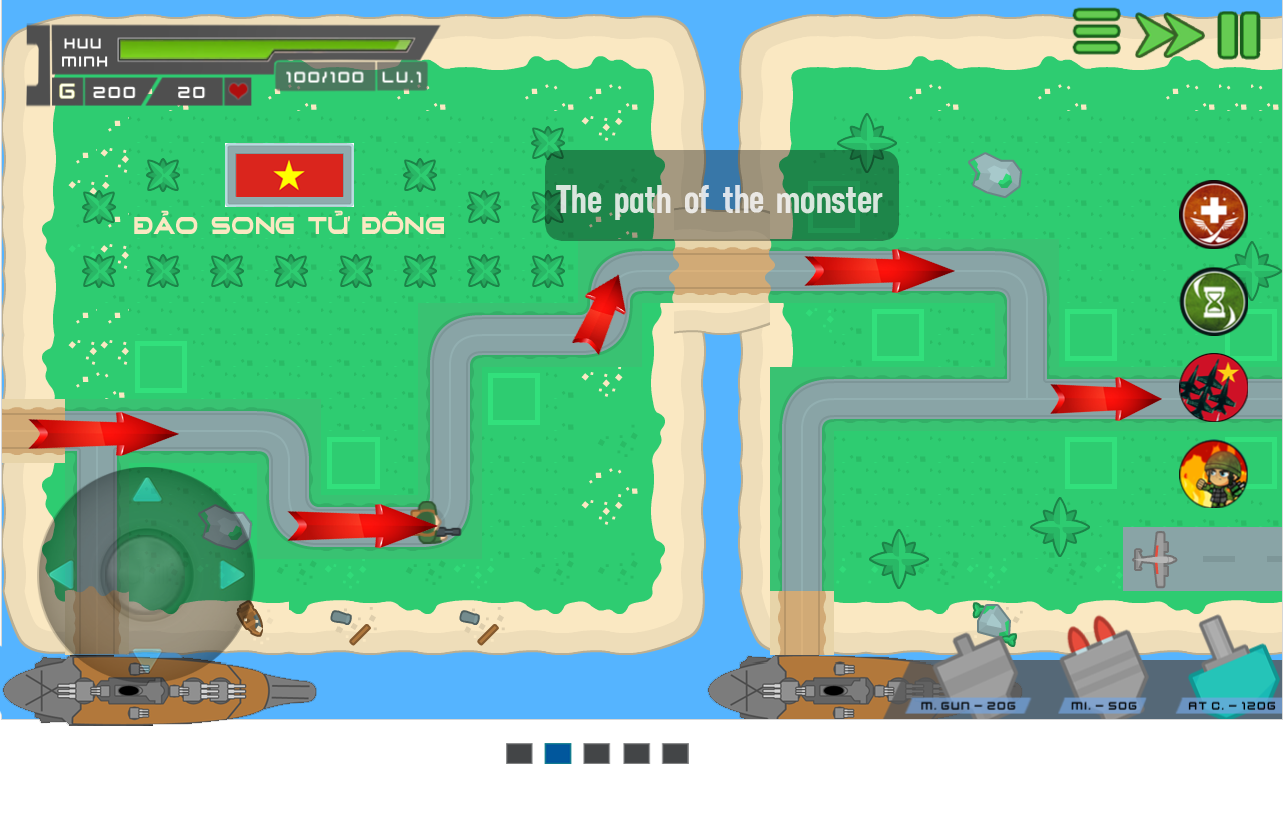 HUU
MINH
100/100 LU.1
G 200 / 20
The path of the monster
ĐẢO SONG TỬ ĐÔNG
M. GUN - 20G
MI. - 50G
AT C. - 120G